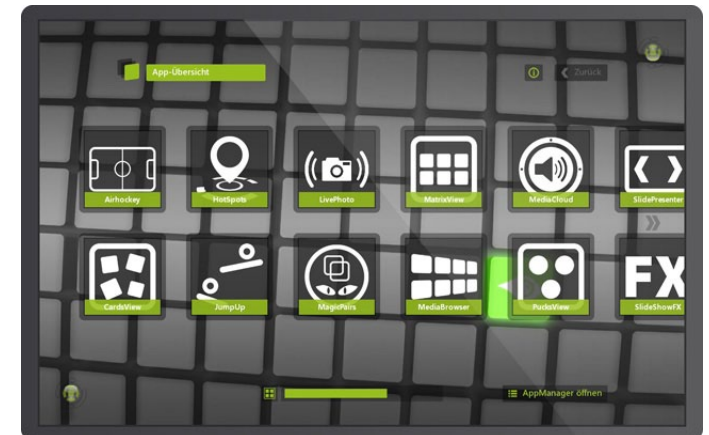 App-Übersicht
Zurück
Airhockey
HotSpots
LivePhoto
MatrixView
MediaCloud
SlidePresenter
CardsView
JumpUp
MagicPairs
MediaBrowser
PucksView
FX
SlideShowFX
AppManager öffnen